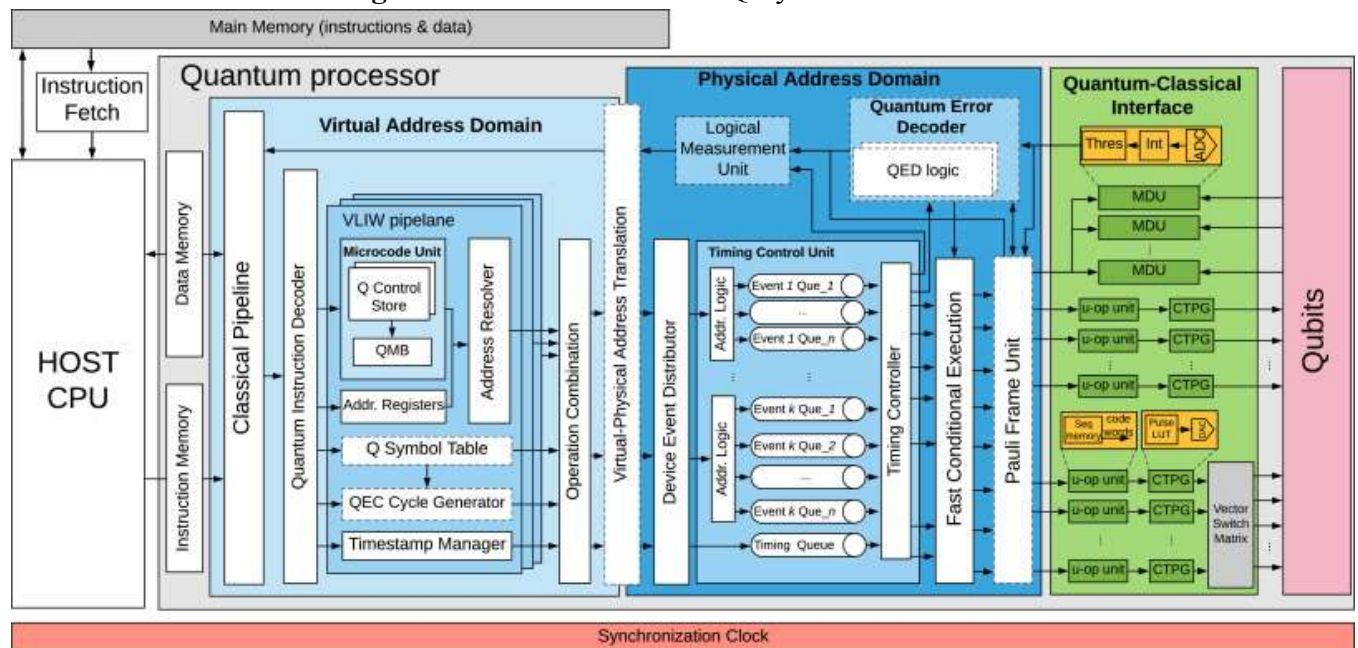 Main Memory (instructions & data)
Instruction
Fetch
HOST
CPU
Quantum processor
Data Memory
Instruction Memory
Classical Pipeline
Virtual Address Domain
Quantum Instruction Decoder
VLIW pipelane
Microcode Unit
Q Control
Store
QMB
Addr. Registers
Address Resolver
Q Symbol Table
QEC Cycle Generator
Timestamp Manager
Operation Combination
Virtual-Physical Address Translation
Physical Address Domain
Logical
Measurement
Unit
Quantum Error
Decoder
QED logic
Device Event Distributor
Timing Control Unit
Addr. Logic
Event 1 Que_1
...
Event 1 Que_n
Addr. Logic
Event k Que_1
Event k Que_2
...
Event k Que_n
Timing Queue
Timing Controller
Fast Conditional Execution
Pauli Frame Unit
Quantum-Classical
Interface
Thres
Int
ADC
MDU
MDU
MDU
u-op unit
CTPG
u-op unit
CTPG
u-op unit
CTPG
Seq
memory
code
words
Pulse
LUT
DAC
u-op unit
CTPG
u-op unit
CTPG
u-op unit
CTPG
Vector
Switch
Matrix
Qubits
Synchronization Clock